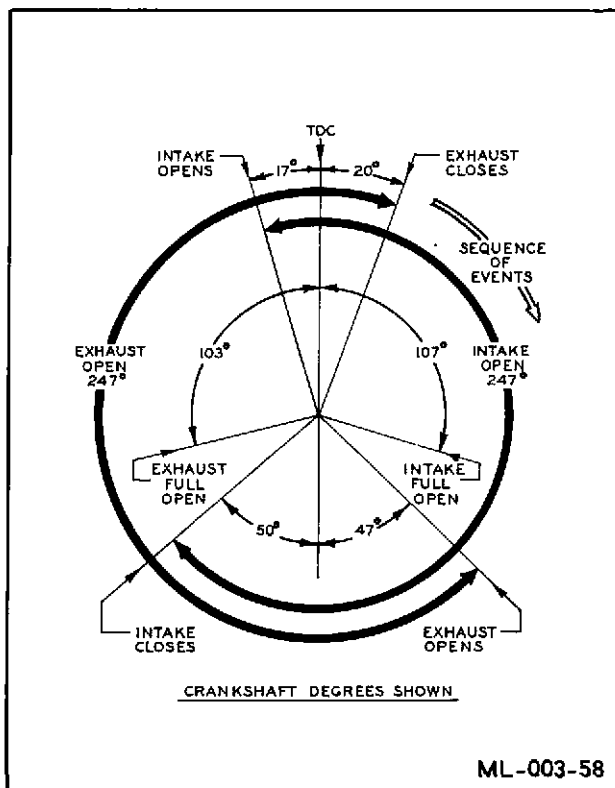 TDC
INTAKE
OPENS
17°
20°
EXHAUST
CLOSES
SEQUENCE
OF
EVENTS
EXHAUST
OPEN
247°
103°
107°
INTAKE
OPEN
247°
EXHAUST
FULL
OPEN
INTAKE
FULL
OPEN
50°
47°
INTAKE
CLOSES
EXHAUST
OPENS
CRANKSHAFT DEGREES SHOWN
ML-003-58